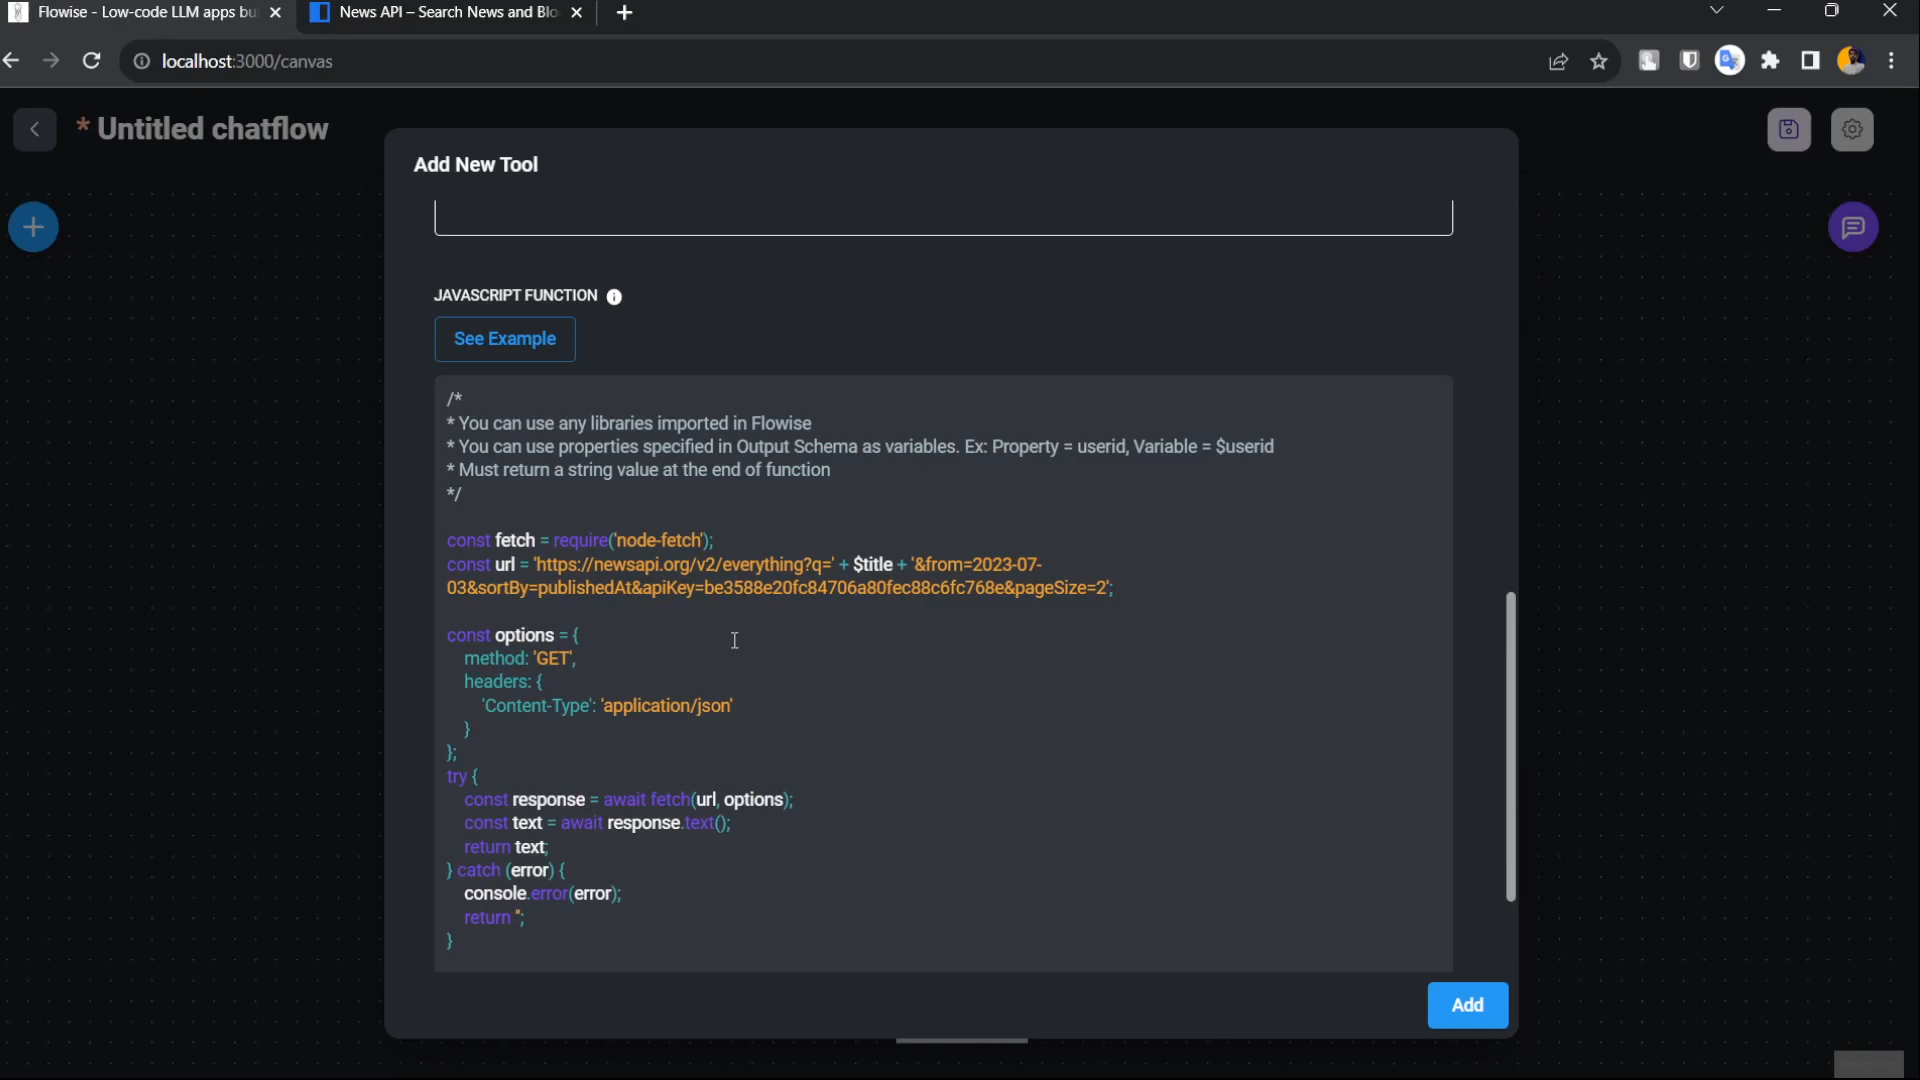 Flowise - Low-code LLM apps bu
News API – Search News and Blo
localhost:3000/canvas
* Untitled chatflow
Add New Tool
JAVASCRIPT FUNCTION
See Example
/*
* You can use any libraries imported in Flowise
* You can use properties specified in Output Schema as variables. Ex: Property = userid, Variable = $userid
* Must return a string value at the end of function
*/
const fetch = require('node-fetch');
const url = 'https://newsapi.org/v2/everything?q=' + $title + '&from=2023-07-
03&sortBy=publishedAt&apiKey=be3588e20fc84706a80fec88c6fc768e&pageSize=2';
const options = {
method: 'GET',
headers: {
'Content-Type': 'application/json'
}
};
try {
const response = await fetch(url, options);
const text = await response.text();
return text;
} catch (error) {
console.error(error);
return '';
}
Add